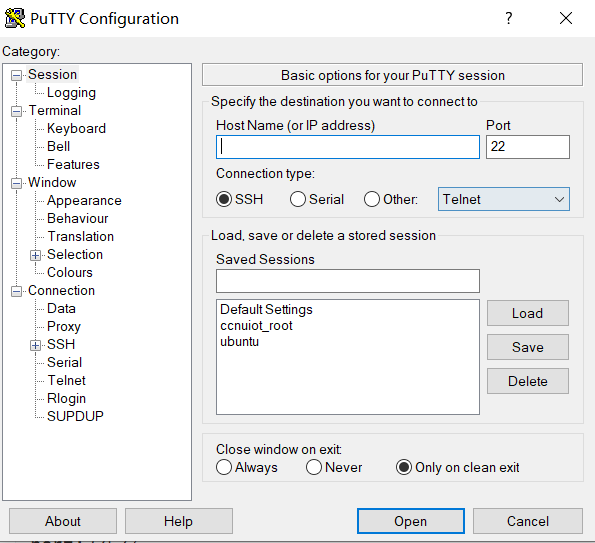 PuTTY Configuration
?
Category:
Session
Logging
Terminal
Keyboard
Bell
Features
Window
Appearance
Behaviour
Translation
Selection
Colours
Connection
Data
Proxy
SSH
Serial
Telnet
Rlogin
SUPDUP
Basic options for your PuTTY session
Specify the destination you want to connect to
Host Name (or IP address) Port
22
Connection type:
SSH Serial Other: Telnet
Load, save or delete a stored session
Saved Sessions
Default Settings
ccnuiot_root
ubuntu
Load
Save
Delete
Close window on exit:
Always Never Only on clean exit
About Help Open Cancel